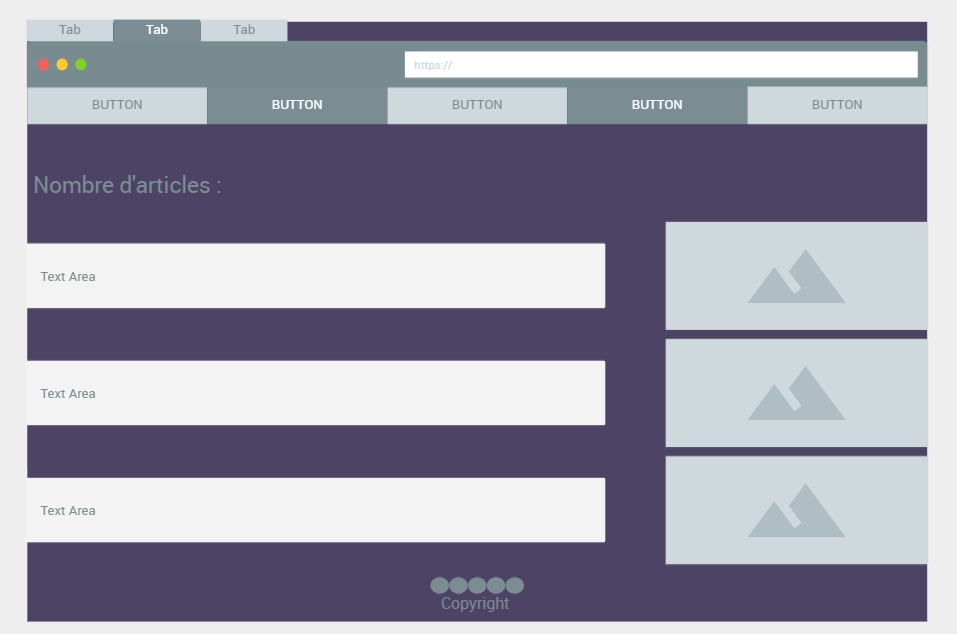 Tab Tab Tab
https://
BUTTON BUTTON BUTTON BUTTON BUTTON
Nombre d'articles :
Text Area
Text Area
Text Area
Copyright